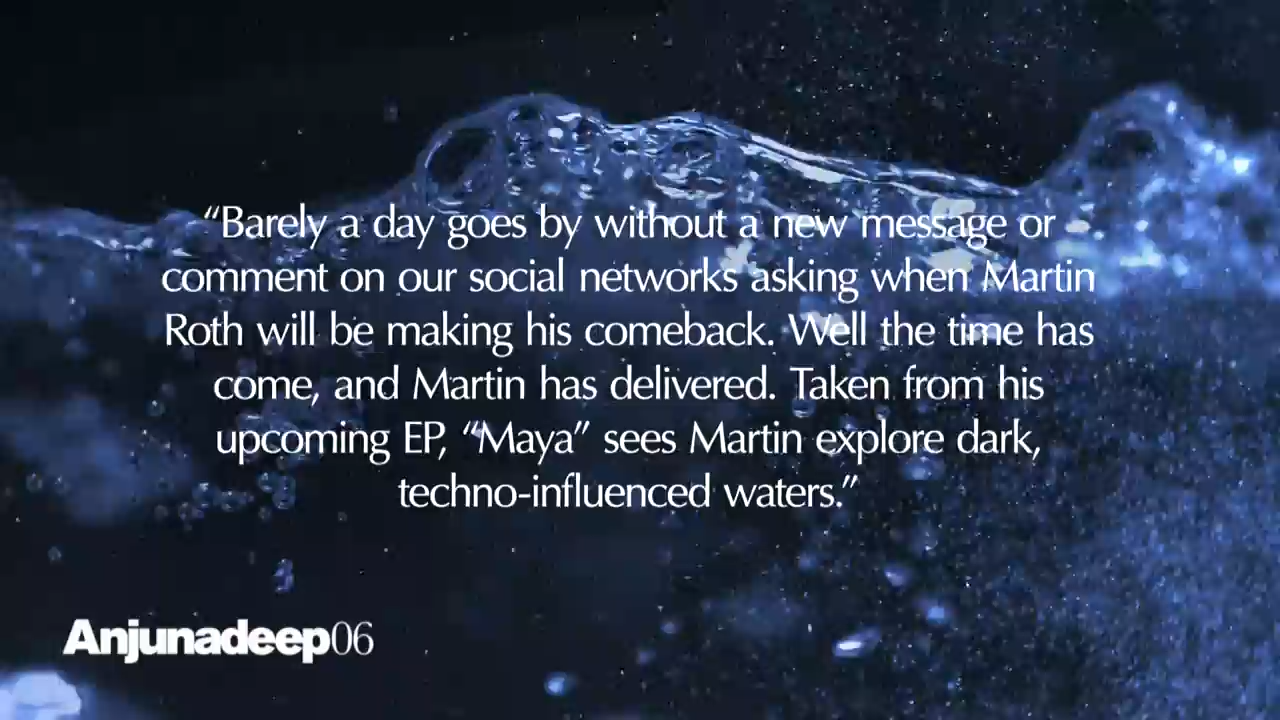 “Barely a day goes by without a new message or
comment on our social networks asking when Martin
Roth will be making his comeback. Well the time has
come, and Martin has delivered. Taken from his
upcoming EP, “Maya” sees Martin explore dark,
techno-influenced waters.”
Anjunadeep06